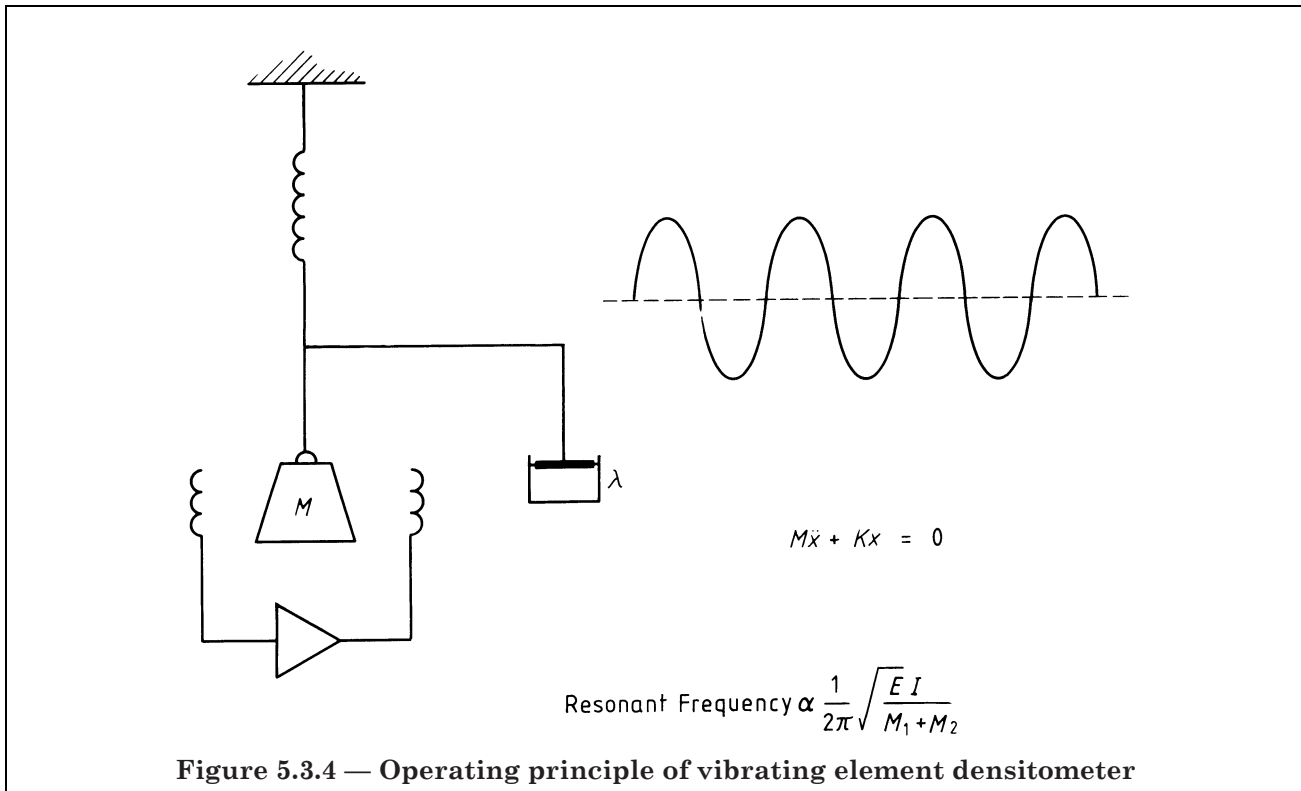 M
λ
Mẍ + Kx = 0
Resonant Frequency α 1/2π √ E I / M₁ + M₂
Figure 5.3.4 — Operating principle of vibrating element densitometer